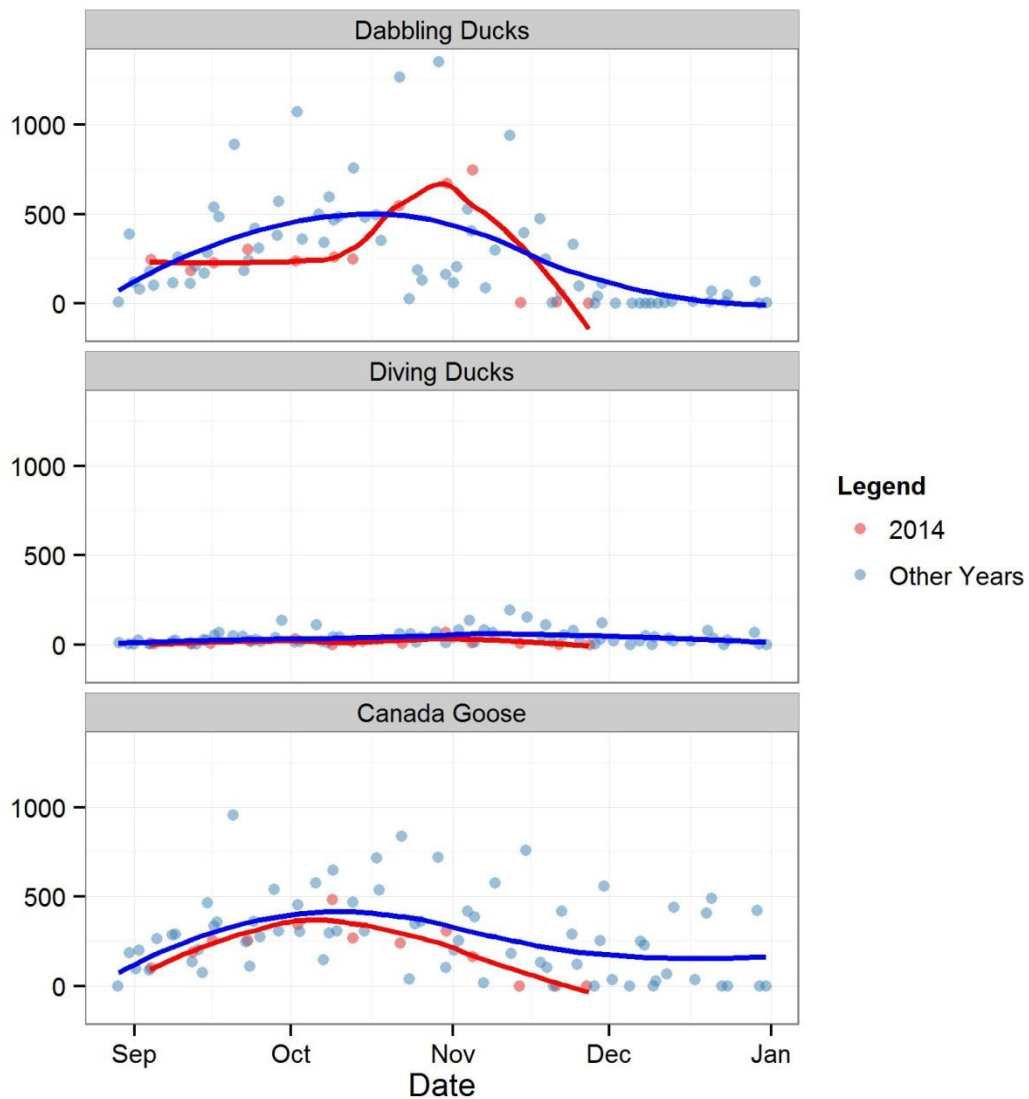 Dabbling Ducks
1000
500
0
Diving Ducks
1000
500
0
Legend
2014
Other Years
Canada Goose
1000
500
0
Sep Oct Nov Dec Jan
Date